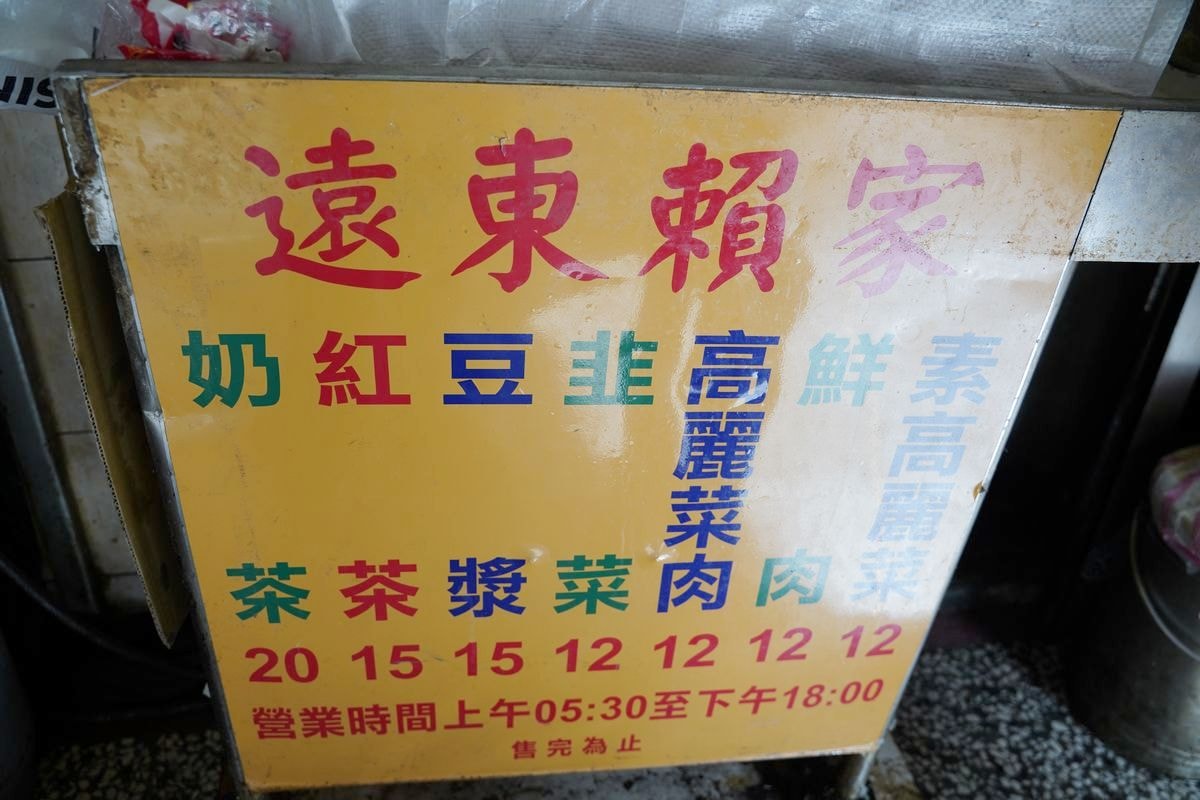 遠東賴家
素高麗菜 12
鮮肉 12
高麗菜肉 12
韭菜 12
豆漿 15
紅茶 15
奶茶 20
營業時間上午05:30至下午18:00
售完為止